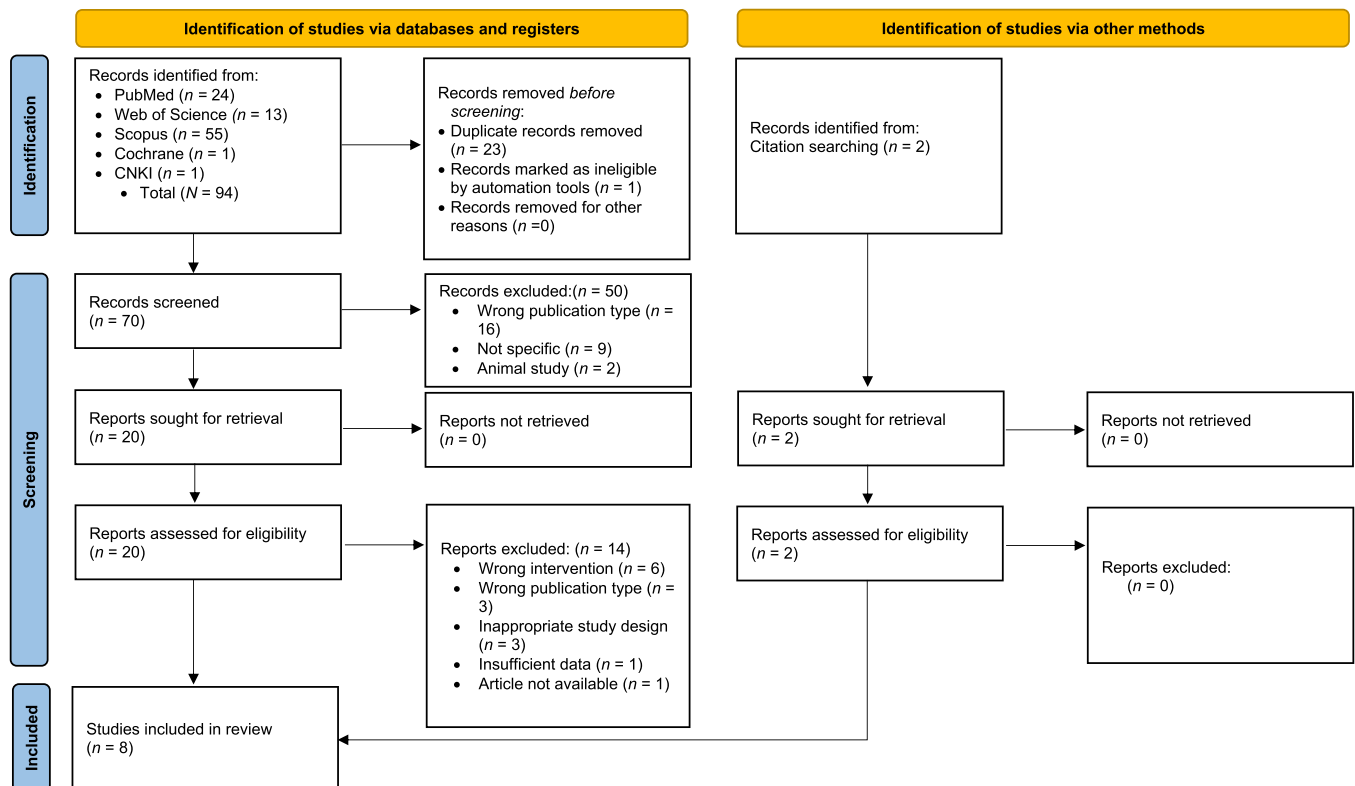 Identification of studies via databases and registers
Identification of studies via other methods
Identification
Records identified from:
• PubMed (n = 24)
• Web of Science (n = 13)
• Scopus (n = 55)
• Cochrane (n = 1)
• CNKI (n = 1)
• Total (N = 94)
Records removed before
screening:
• Duplicate records removed
(n = 23)
• Records marked as ineligible
by automation tools (n = 1)
• Records removed for other
reasons (n =0)
Records identified from:
Citation searching (n = 2)
Screening
Records screened
(n = 70)
Records excluded:(n = 50)
• Wrong publication type (n =
16)
• Not specific (n = 9)
• Animal study (n = 2)
Reports sought for retrieval
(n = 20)
Reports not retrieved
(n = 0)
Reports sought for retrieval
(n = 2)
Reports not retrieved
(n = 0)
Reports assessed for eligibility
(n = 20)
Reports excluded: (n = 14)
• Wrong intervention (n = 6)
• Wrong publication type (n =
3)
• Inappropriate study design
(n = 3)
• Insufficient data (n = 1)
• Article not available (n = 1)
Reports assessed for eligibility
(n = 2)
Reports excluded:
(n = 0)
Included
Studies included in review
(n = 8)